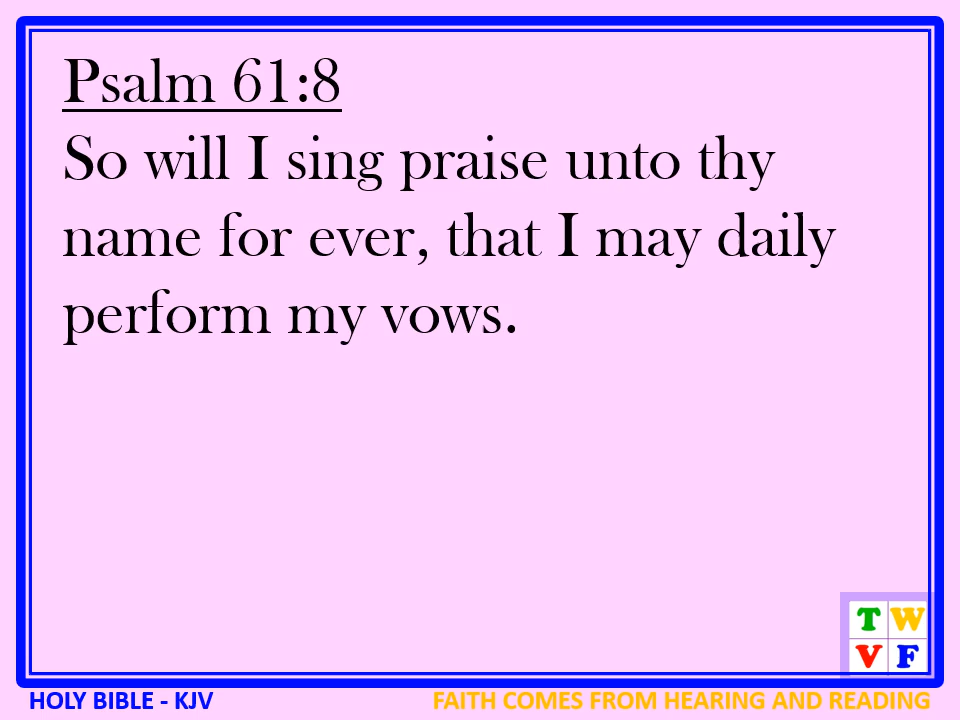 Psalm 61:8
So will I sing praise unto thy
name for ever, that I may daily
perform my vows.
T W
V F
HOLY BIBLE - KJV
FAITH COMES FROM HEARING AND READING